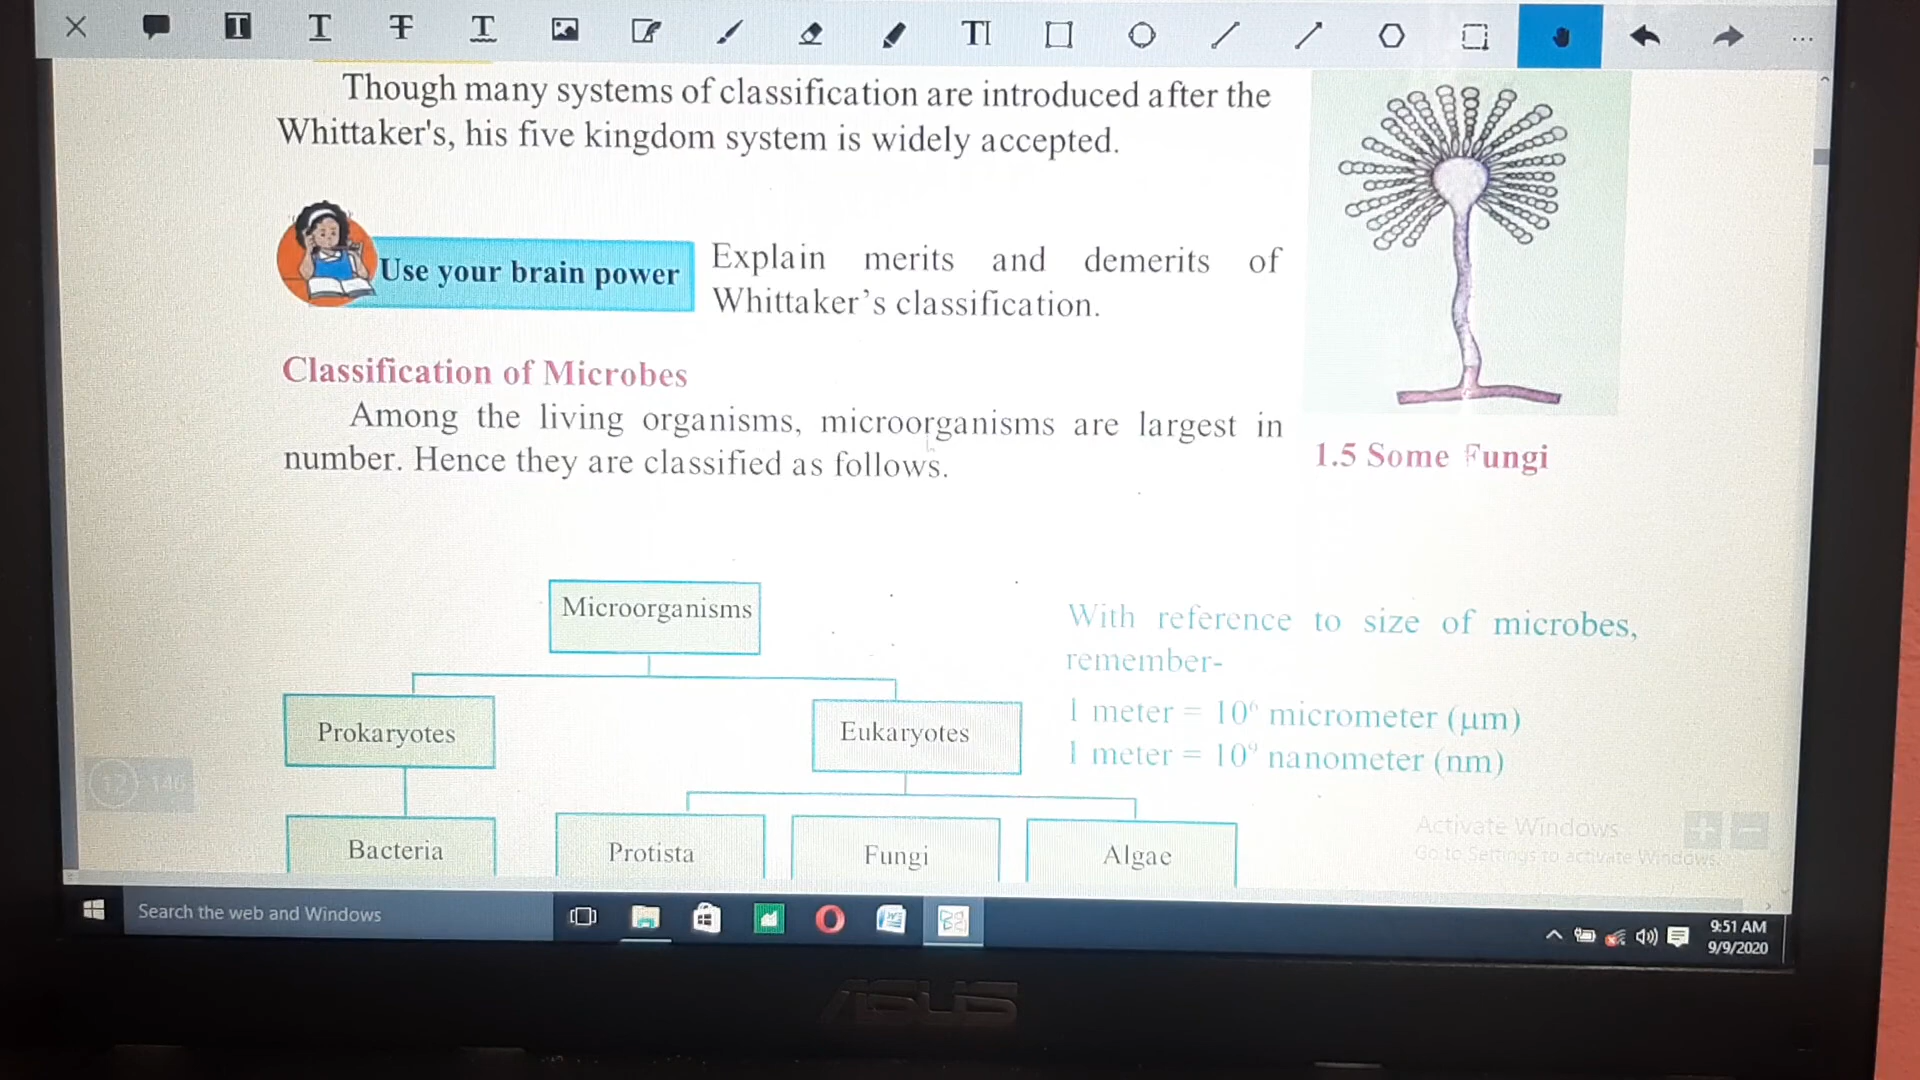 Though many systems of classification are introduced after the
Whittaker's, his five kingdom system is widely accepted.
Use your brain power
Explain merits and demerits of
Whittaker's classification.
Classification of Microbes
Among the living organisms, microorganisms are largest in
number. Hence they are classified as follows.
1.5 Some Fungi
Microorganisms
Prokaryotes
Eukaryotes
Bacteria
Protista
Fungi
Algae
With reference to size of microbes,
remember-
1 meter = 10⁶ micrometer (µm)
1 meter = 10⁹ nanometer (nm)
12 146
Activate Windows
Go to Settings to activate Windows.
Search the web and Windows
9:51 AM
9/9/2020
ASUS